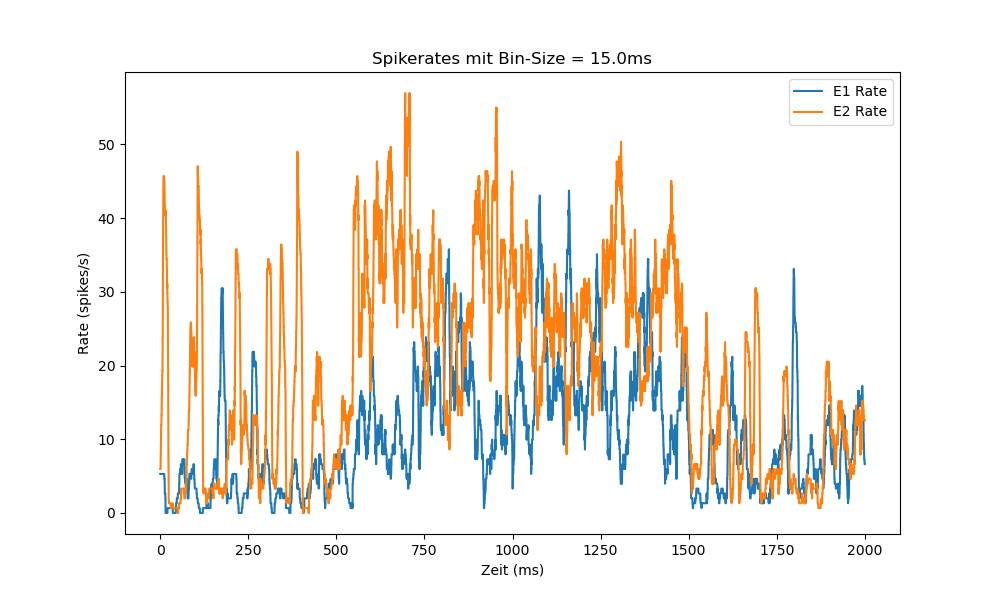 Spikerates mit Bin-Size = 15.0ms
E1 Rate
E2 Rate
Rate (spikes/s)
50
40
30
20
10
0
0 250 500 750 1000 1250 1500 1750 2000
Zeit (ms)